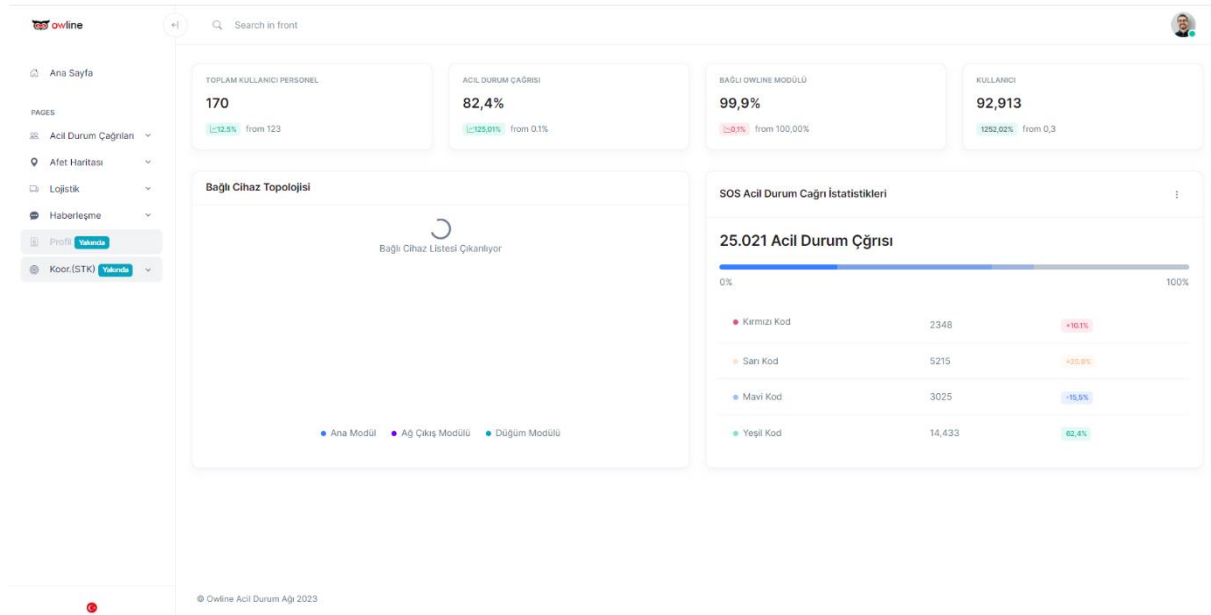 owline
Search in front
Ana Sayfa
PAGES
Acil Durum Çağrıları
Afet Haritası
Lojistik
Haberleşme
Profil Yakında
Koor.(STK) Yakında
TOPLAM KULLANICI PERSONEL
170
12.5% from 123
ACIL DURUM ÇAĞRISI
82,4%
125,01% from 0.1%
BAĞLI OWLINE MODÜLÜ
99,9%
0,1% from 100,00%
KULLANICI
92,913
1252,02% from 0,3
Bağlı Cihaz Topolojisi
Bağlı Cihaz Listesi Çıkarılıyor
Ana Modül Ağ Çıkış Modülü Düğüm Modülü
SOS Acil Durum Cağrı İstatistikleri
25.021 Acil Durum Çğrısı
0% 100%
Kırmızı Kod 2348 +10.1%
Sarı Kod 5215 +20,8%
Mavi Kod 3025 -15,5%
Yeşil Kod 14,433 62,4%
© Owline Acil Durum Ağı 2023